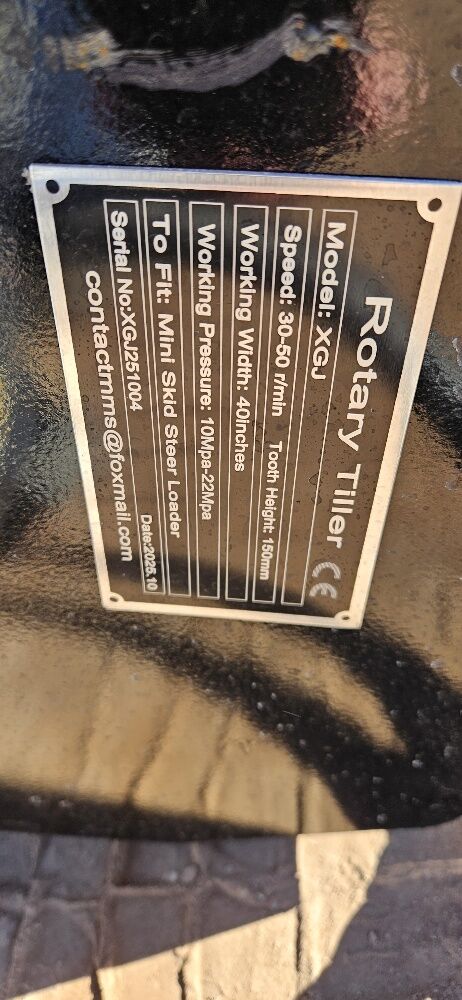 Rotary Tiller CE
Model: XGJ
Speed: 30-50 r/min Tooth Height: 150mm
Working Width: 40inches
Working Pressure: 10Mpa-22Mpa
To Fit: Mini Skid Steer Loader
Serial No:XGJ251004 Date:2025.10
contactmms@foxmail.com